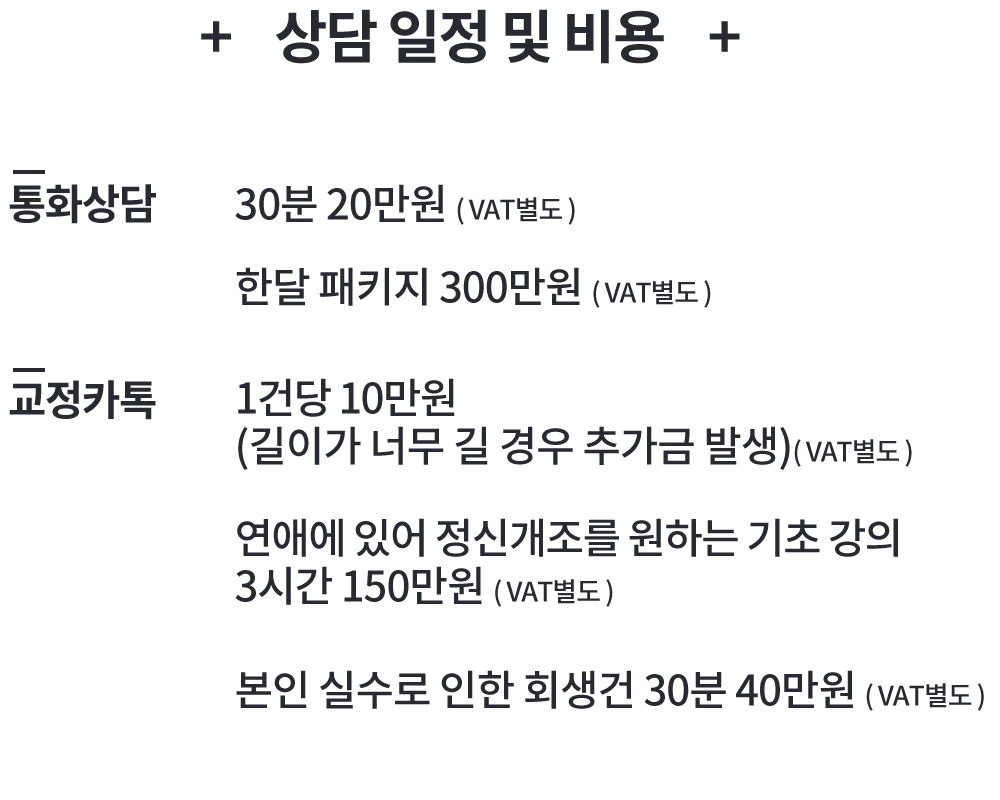 + 상담 일정 및 비용 +
통화상담 30분 20만원 ( VAT별도 )
한달 패키지 300만원 ( VAT별도 )
교정카톡 1건당 10만원
(길이가 너무 길 경우 추가금 발생)( VAT별도 )
연애에 있어 정신개조를 원하는 기초 강의
3시간 150만원 ( VAT별도 )
본인 실수로 인한 회생건 30분 40만원 ( VAT별도 )